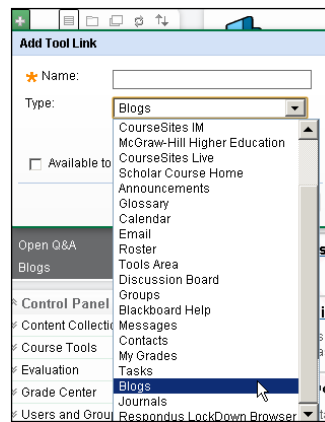 Add Tool Link
Name:
Type:
Blogs
CourseSites IM
McGraw-Hill Higher Education
CourseSites Live
Scholar Course Home
Available to
Announcements
Glossary
Calendar
Email
Roster
Tools Area
Discussion Board
Groups
Blackboard Help
Messages
Contacts
My Grades
Tasks
Blogs
Journals
Respondus LockDown Browser
Open Q&A
Blogs
Control Panel
Content Collectio
Course Tools
Evaluation
Grade Center
Users and Grou